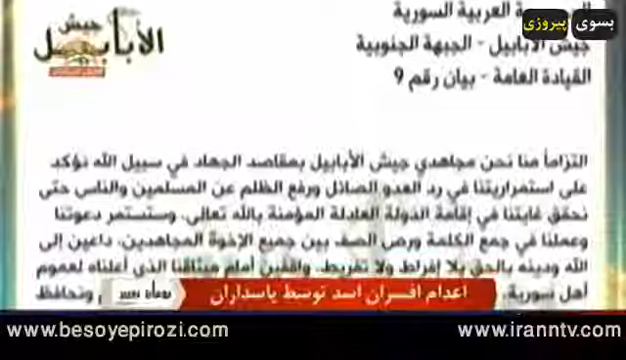 العربية السورية
بسوی پیروزی
جيش الأبابيل
جيش الأبابيل - الجبهة الجنوبية
القيادة العامة - بيان رقم 9
التزاماً منا نحن مجاهدي جيش الأبابيل بمقاصد الجهاد في سبيل الله نؤكد
على استمراريتنا في رد العدو الصائل ورفع الظلم عن المسلمين والناس حتى
نحقق غايتنا في إقامة الدولة العادلة المؤمنة بالله تعالى، وستستمر دعوتنا
وعملنا في جمع الكلمة ورص الصف بين جميع الإخوة المجاهدين، داعين إلى
الله ودينه بالحق بلا إفراط ولا تفريط، واقفين أمام ميثاقنا الذي أعلناه لعموم
أهل سورية، ونحافظ
اعدام افسران اسد توسط پاسداران
www.besoyepirozi.com
www.iranntv.com